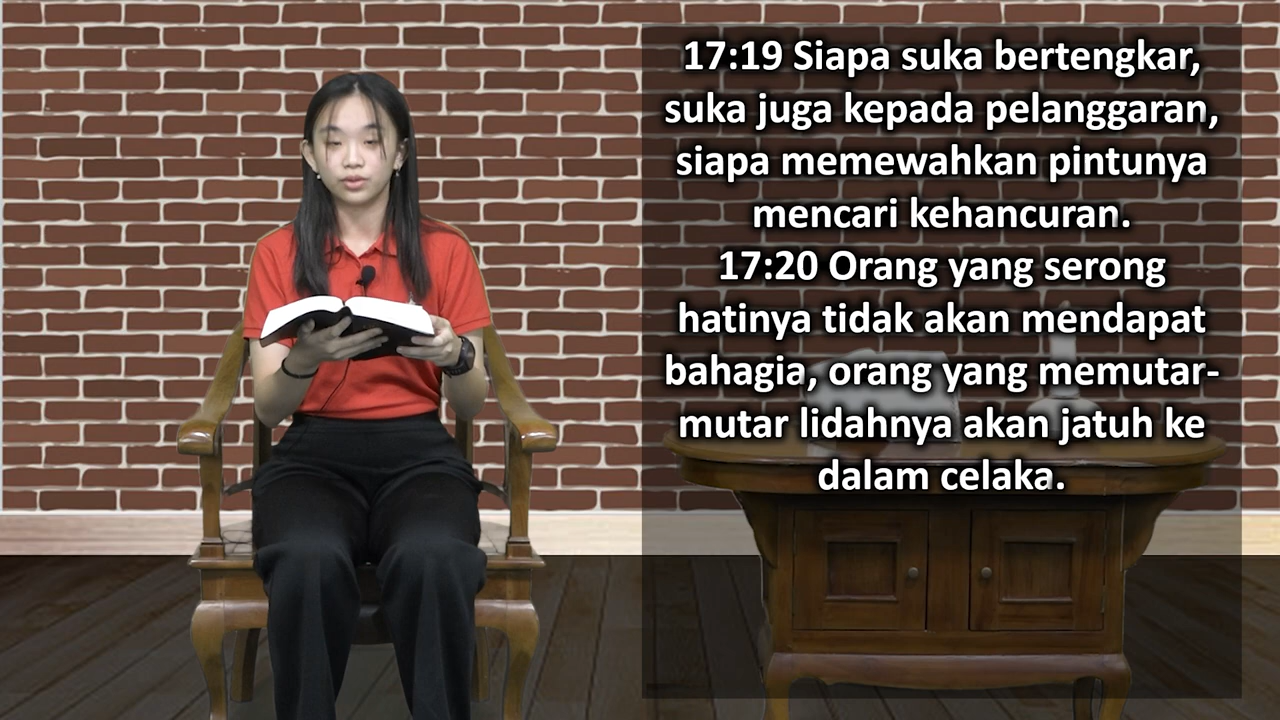 17:19 Siapa suka bertengkar,
suka juga kepada pelanggaran,
siapa memewahkan pintunya
mencari kehancuran.
17:20 Orang yang serong
hatinya tidak akan mendapat
bahagia, orang yang memutar-
mutar lidahnya akan jatuh ke
dalam celaka.